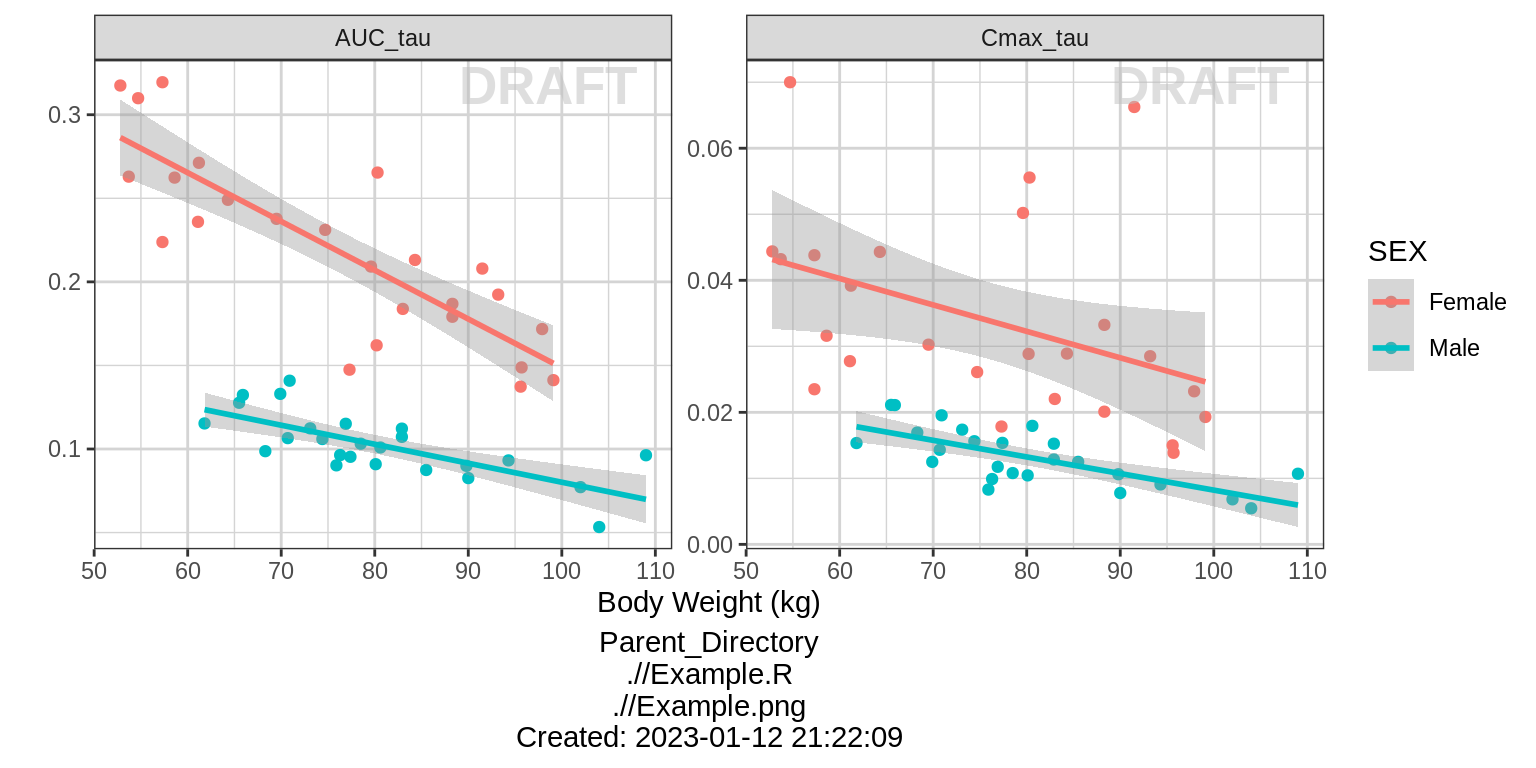 AUC_tau
Cmax_tau
DRAFT
DRAFT
0.3
0.2
0.1
0.06
0.04
0.02
0.00
50 60 70 80 90 100 110
50 60 70 80 90 100 110
Body Weight (kg)
Parent_Directory
.//Example.R
.//Example.png
Created: 2023-01-12 21:22:09
SEX
Female
Male